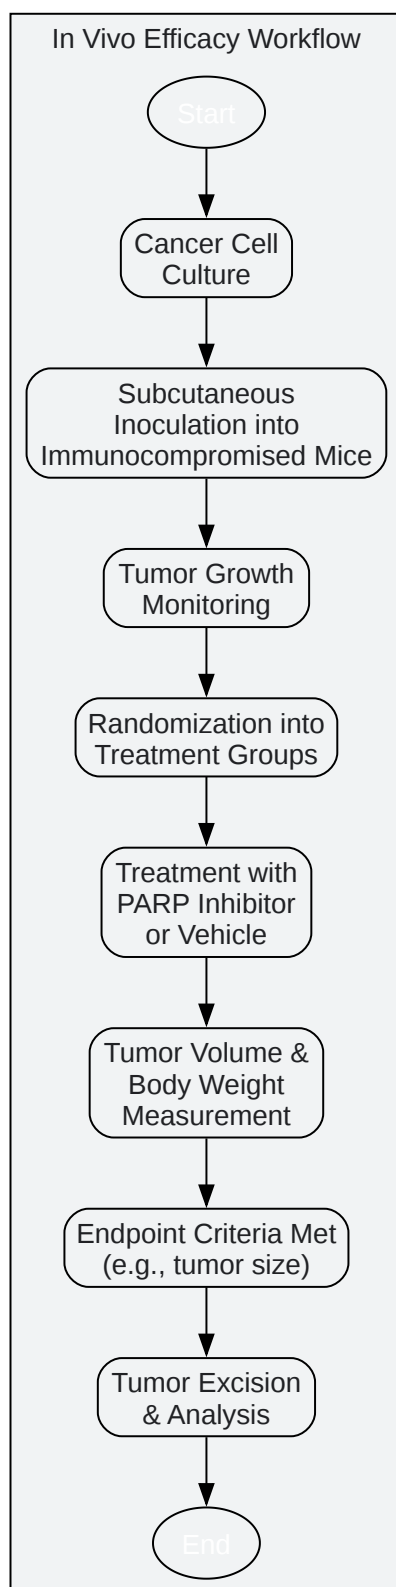 In Vivo Efficacy Workflow
Start
Cancer Cell
Culture
Subcutaneous
Inoculation into
Immunocompromised Mice
Tumor Growth
Monitoring
Randomization into
Treatment Groups
Treatment with
PARP Inhibitor
or Vehicle
Tumor Volume &
Body Weight
Measurement
Endpoint Criteria Met
(e.g., tumor size)
Tumor Excision
& Analysis
End